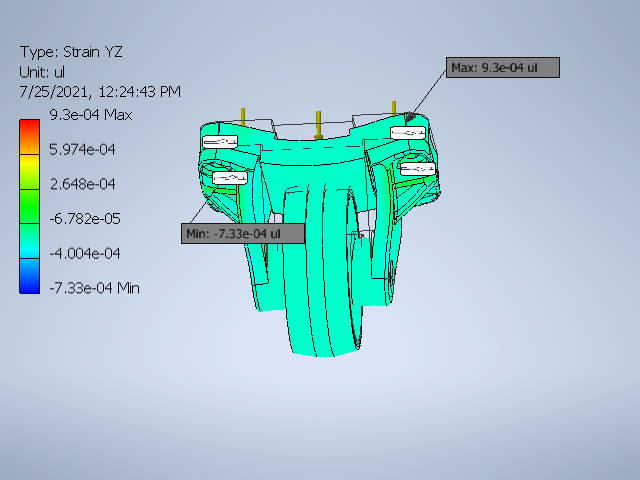 Type: Strain YZ
Unit: ul
7/25/2021, 12:24:43 PM
9.3e-04 Max
5.974e-04
2.648e-04
-6.782e-05
-4.004e-04
-7.33e-04 Min
Max: 9.3e-04 ul
Min: -7.33e-04 ul